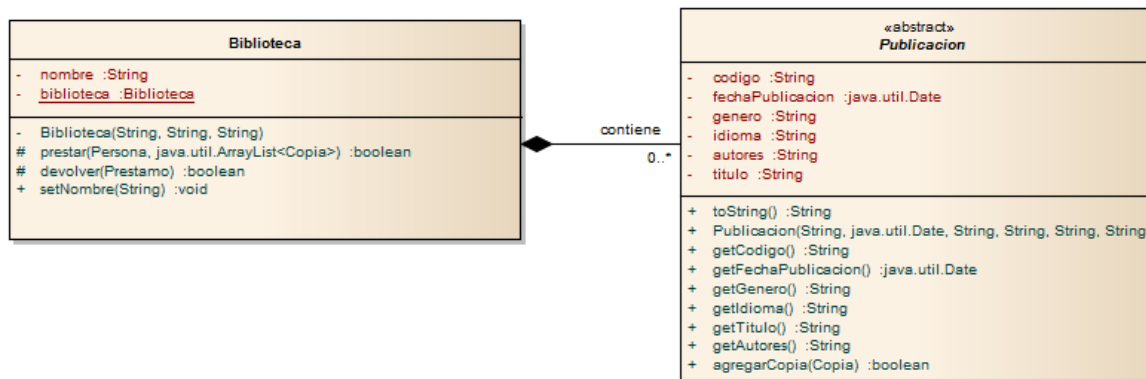 Biblioteca
- nombre :String
- biblioteca :Biblioteca
- Biblioteca(String, String, String)
# prestar(Persona, java.util.ArrayList<Copia>) :boolean
# devolver(Prestamo) :boolean
+ setNombre(String) :void
contiene
0..*
«abstract»
Publicacion
- codigo :String
- fechaPublicacion :java.util.Date
- genero :String
- idioma :String
- autores :String
- titulo :String
+ toString() :String
+ Publicacion(String, java.util.Date, String, String, String, String
+ getCodigo() :String
+ getFechaPublicacion() :java.util.Date
+ getGenero() :String
+ getIdioma() :String
+ getTitulo() :String
+ getAutores() :String
+ agregarCopia(Copia) :boolean